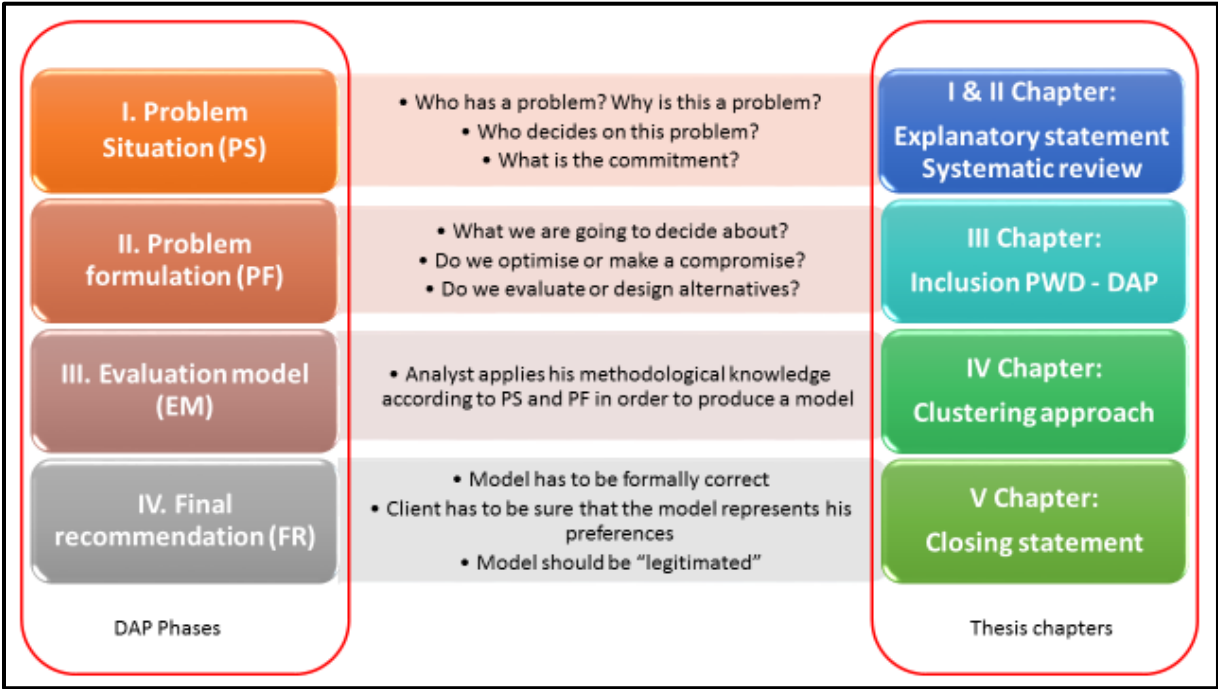 I. Problem
Situation (PS)
• Who has a problem? Why is this a problem?
• Who decides on this problem?
• What is the commitment?
I & II Chapter:
Explanatory statement
Systematic review
II. Problem
formulation (PF)
• What we are going to decide about?
• Do we optimise or make a compromise?
• Do we evaluate or design alternatives?
III Chapter:
Inclusion PWD - DAP
III. Evaluation model
(EM)
• Analyst applies his methodological knowledge
according to PS and PF in order to produce a model
IV Chapter:
Clustering approach
IV. Final
recommendation (FR)
• Model has to be formally correct
• Client has to be sure that the model represents his
preferences
• Model should be “legitimated”
V Chapter:
Closing statement
DAP Phases
Thesis chapters